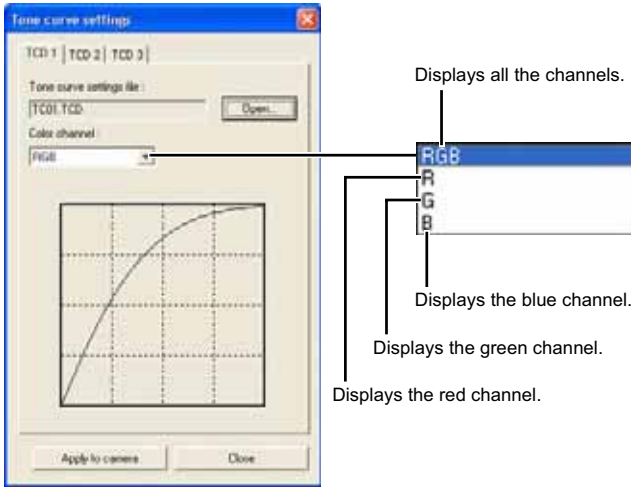 Tone curve settings
TCD 1 TCD 2 TCD 3
Tone curve settings file :
TC01.TCD Open...
Color channel :
RGB
Apply to camera Close
Displays all the channels.
RGB
R
G
B
Displays the blue channel.
Displays the green channel.
Displays the red channel.